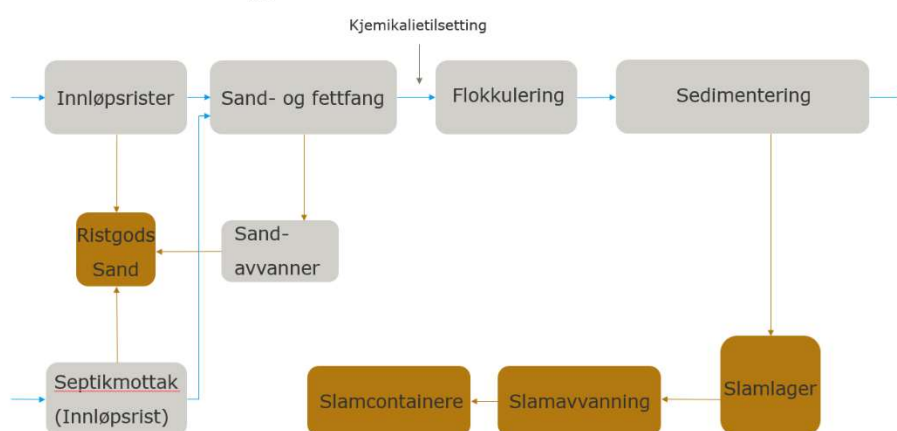 Kjemikalietilsetting
Innløpsrister
Sand- og fettfang
Flokkulering
Sedimentering
Ristgods
Sand
Sand-
avvanner
Septikmottak
(Innløpsrist)
Slamcontainere
Slamavvanning
Slamlager